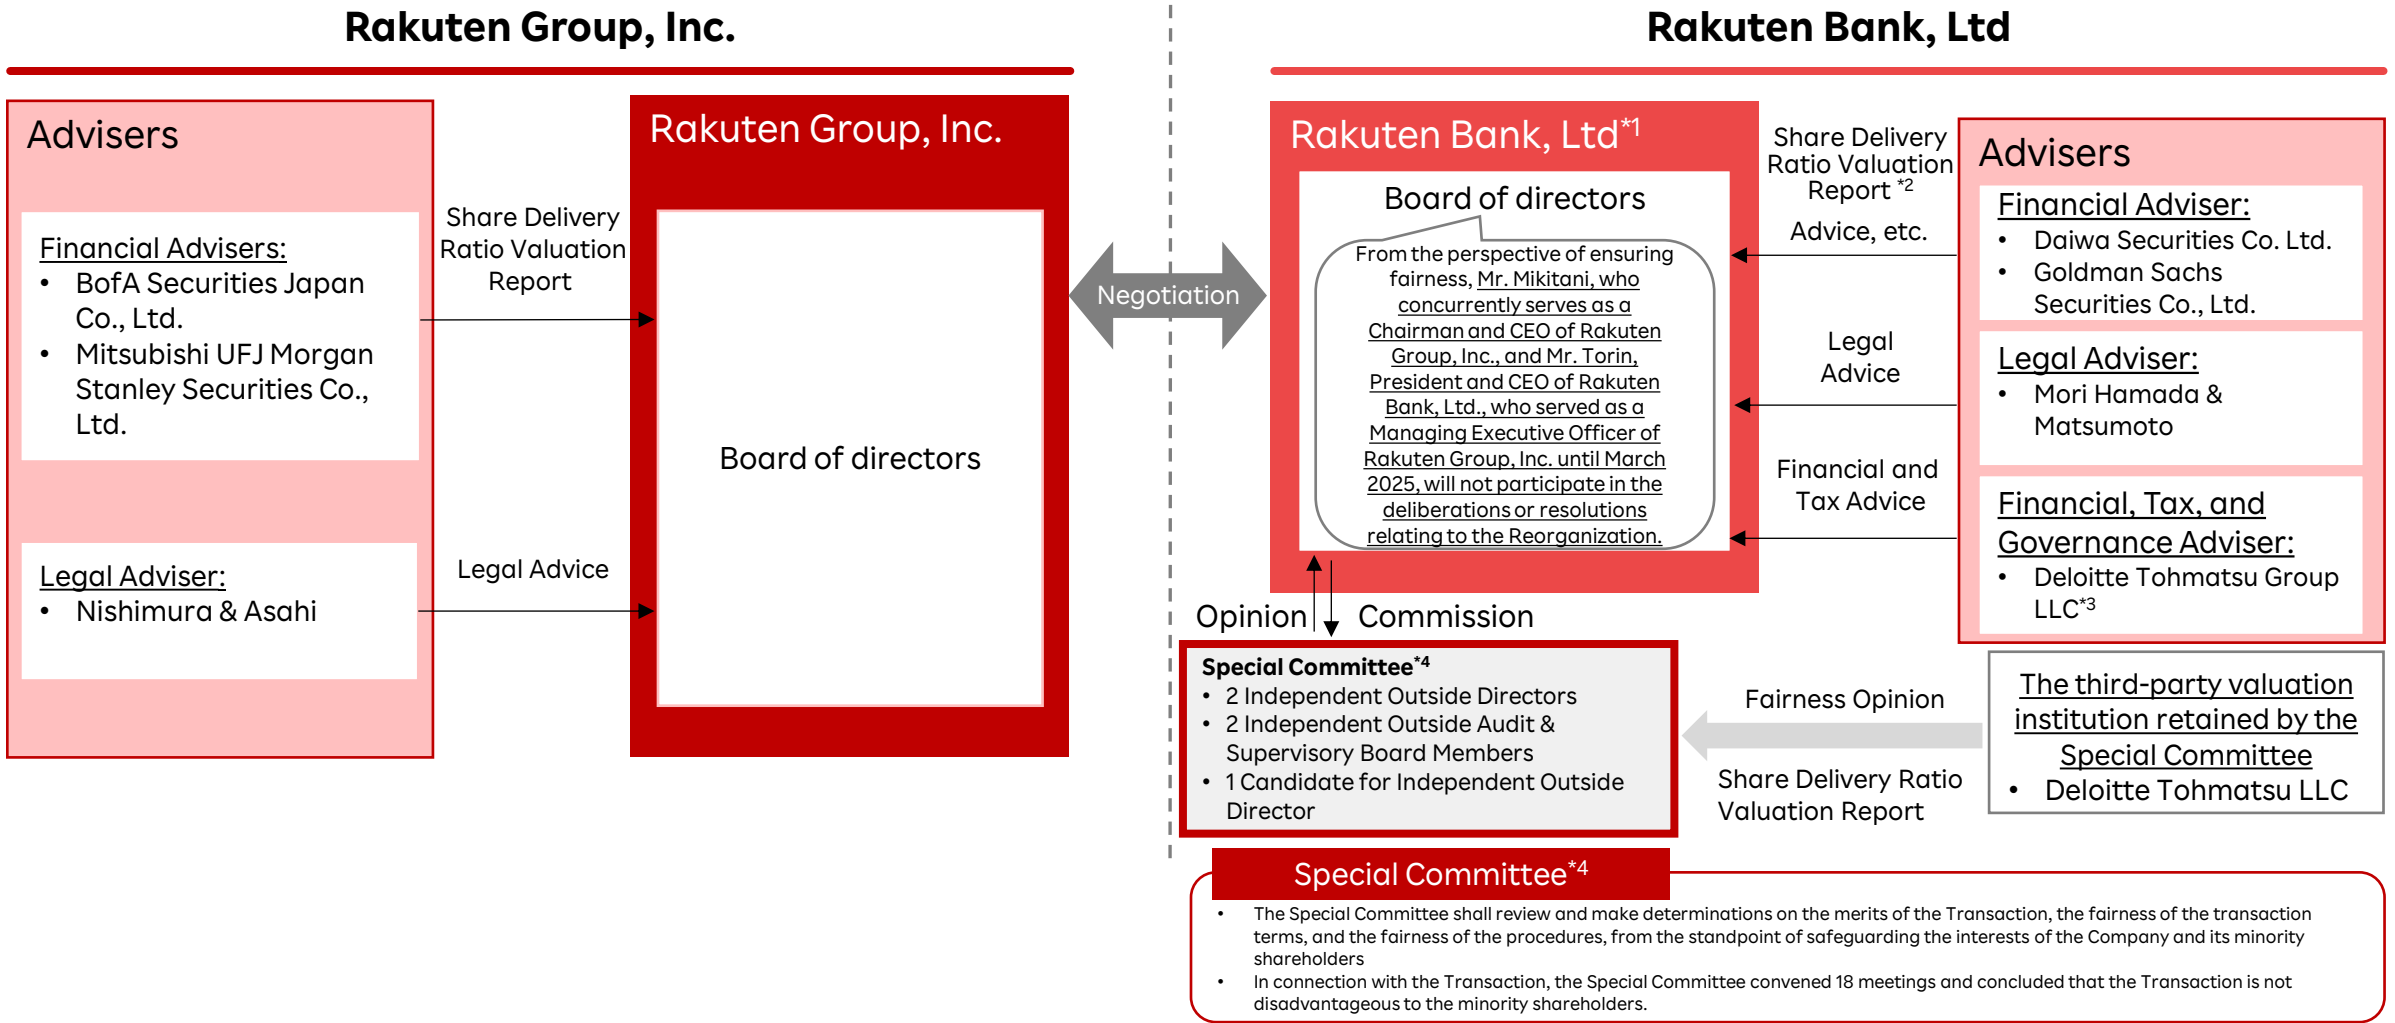 Rakuten Group, Inc.
Advisers
Financial Advisers:
• BofA Securities Japan
Co., Ltd.
• Mitsubishi UFJ Morgan
Stanley Securities Co.,
Ltd.
Legal Adviser:
• Nishimura & Asahi
Share Delivery
Ratio Valuation
Report
Legal Advice
Rakuten Group, Inc.
Board of directors
Negotiation
Rakuten Bank, Ltd
Rakuten Bank, Ltd*1
Board of directors
From the perspective of ensuring
fairness, Mr. Mikitani, who
concurrently serves as a
Chairman and CEO of Rakuten
Group, Inc., and Mr. Torin,
President and CEO of Rakuten
Bank, Ltd., who served as a
Managing Executive Officer of
Rakuten Group, Inc. until March
2025, will not participate in the
deliberations or resolutions
relating to the Reorganization.
Share Delivery
Ratio Valuation
Report *2
Advice, etc.
Legal
Advice
Financial and
Tax Advice
Advisers
Financial Adviser:
• Daiwa Securities Co. Ltd.
• Goldman Sachs
Securities Co., Ltd.
Legal Adviser:
• Mori Hamada &
Matsumoto
Financial, Tax, and
Governance Adviser:
• Deloitte Tohmatsu Group
LLC*3
Opinion
Commission
Special Committee*4
• 2 Independent Outside Directors
• 2 Independent Outside Audit &
Supervisory Board Members
• 1 Candidate for Independent Outside
Director
Fairness Opinion
Share Delivery Ratio
Valuation Report
The third-party valuation
institution retained by the
Special Committee
• Deloitte Tohmatsu LLC
Special Committee*4
• The Special Committee shall review and make determinations on the merits of the Transaction, the fairness of the transaction
terms, and the fairness of the procedures, from the standpoint of safeguarding the interests of the Company and its minority
shareholders
• In connection with the Transaction, the Special Committee convened 18 meetings and concluded that the Transaction is not
disadvantageous to the minority shareholders.